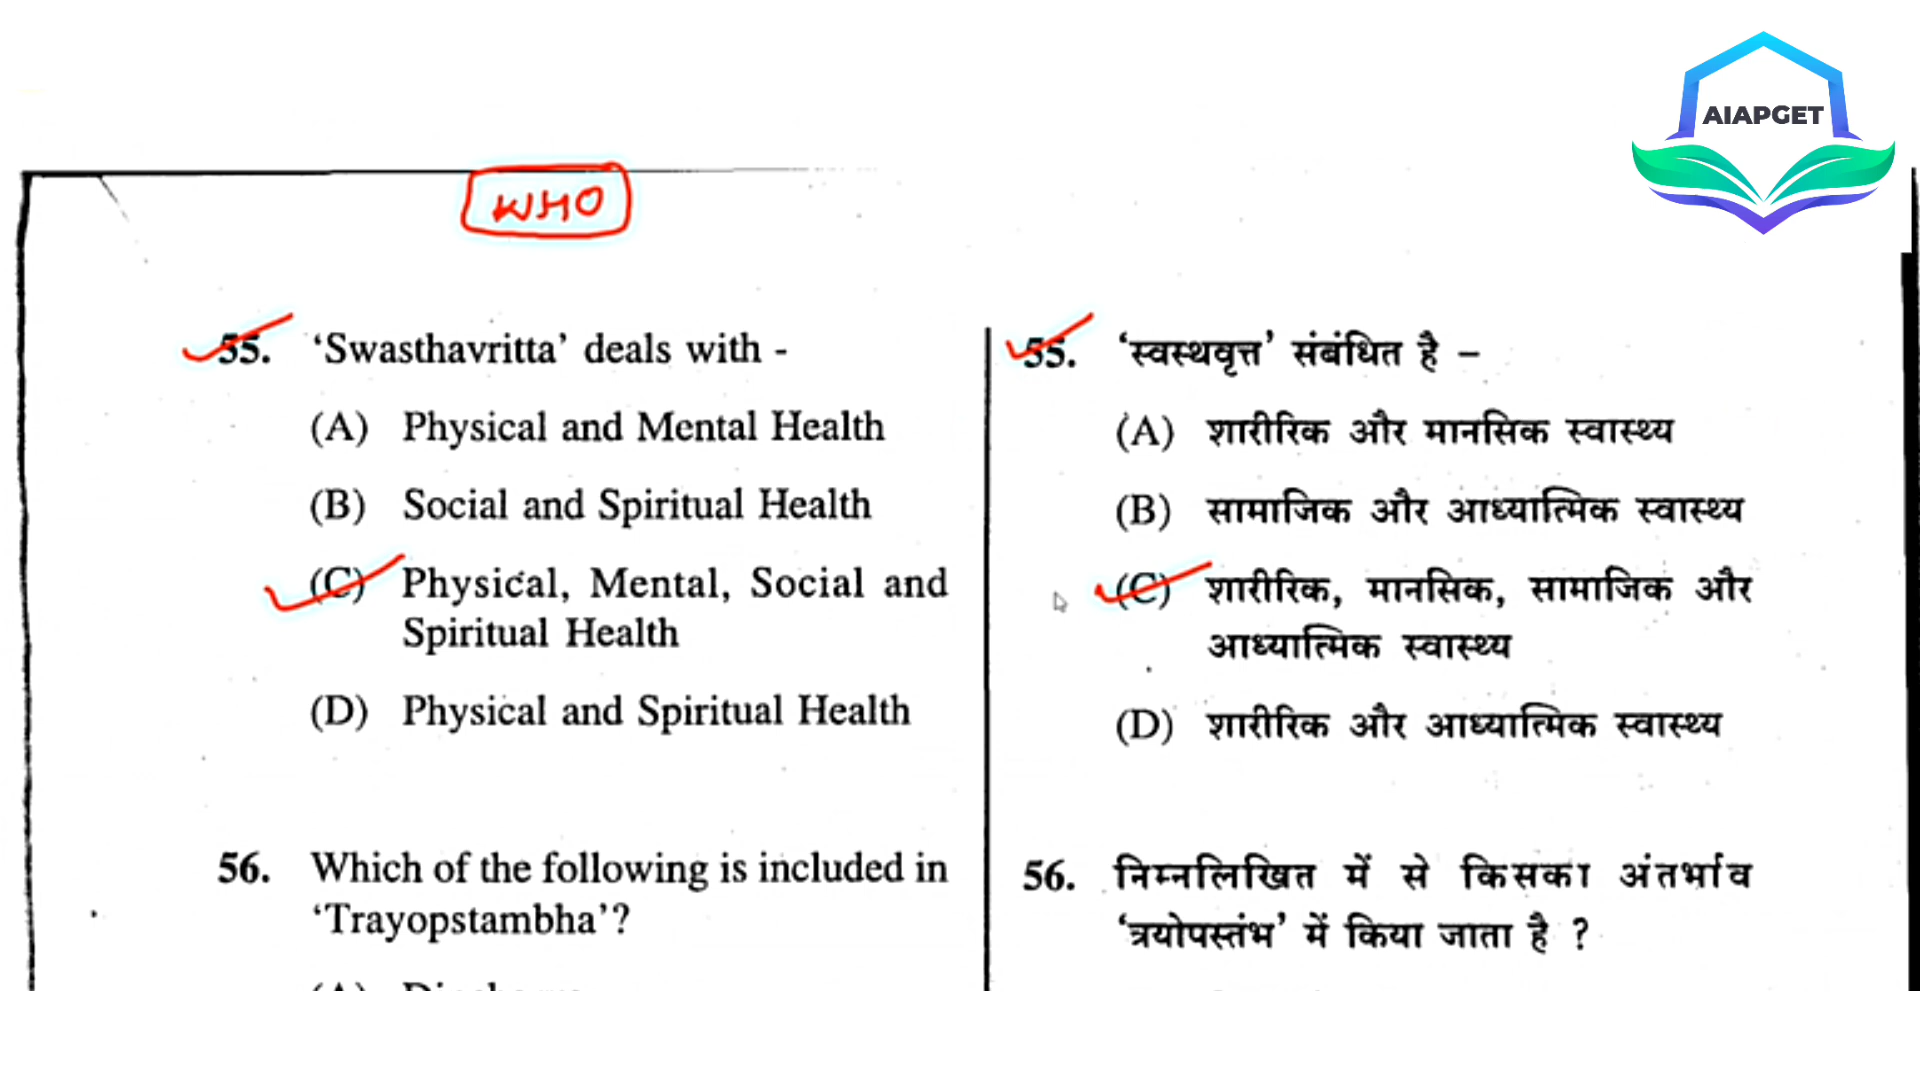 AIAPGET
WHO
55. ‘Swasthavritta’ deals with -
(A) Physical and Mental Health
(B) Social and Spiritual Health
(C) Physical, Mental, Social and
Spiritual Health
(D) Physical and Spiritual Health
56. Which of the following is included in
‘Trayopstambha’?
55. ‘स्वस्थवृत्त’ संबंधित है –
(A) शारीरिक और मानसिक स्वास्थ्य
(B) सामाजिक और आध्यात्मिक स्वास्थ्य
(C) शारीरिक, मानसिक, सामाजिक और
आध्यात्मिक स्वास्थ्य
(D) शारीरिक और आध्यात्मिक स्वास्थ्य
56. निम्नलिखित में से किसका अंतर्भाव
‘त्रयोपस्तंभ’ में किया जाता है ?